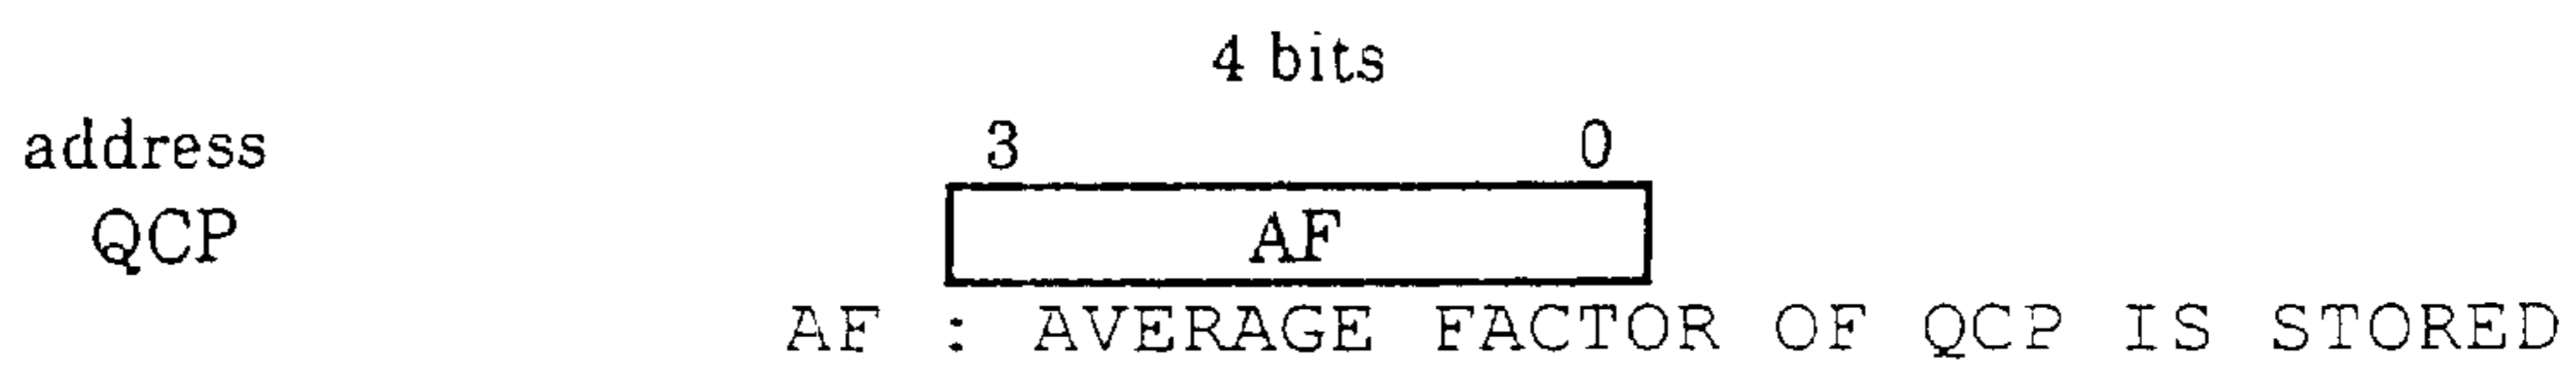 4 bits
address 3 0
QCP AF
AF : AVERAGE FACTOR OF QCP IS STORED